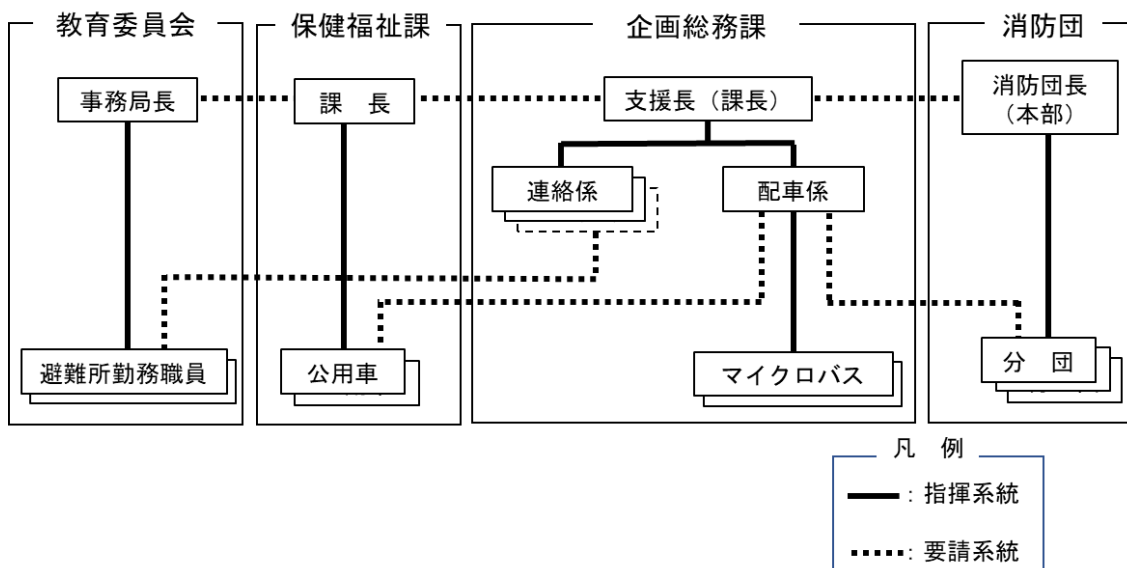 教育委員会
保健福祉課
企画総務課
消防団
事務局長
課　長
支援長（課長）
消防団長
（本部）
連絡係
配車係
避難所勤務職員
公用車
マイクロバス
分　団
凡　例
：指揮系統
：要請系統